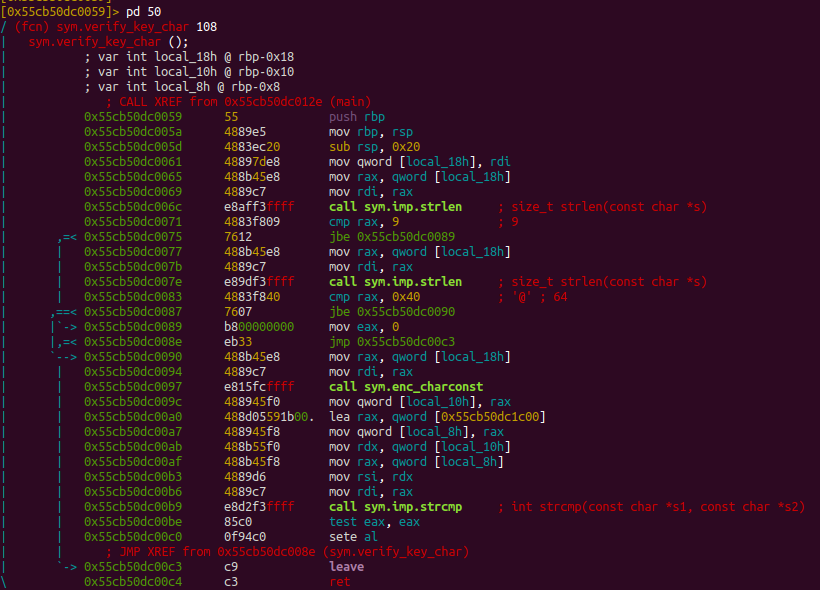 [0x55cb50dc0059]> pd 50
/ (fcn) sym.verify_key_char 108
|   sym.verify_key_char ();
|           ; var int local_18h @ rbp-0x18
|           ; var int local_10h @ rbp-0x10
|           ; var int local_8h @ rbp-0x8
|              ; CALL XREF from 0x55cb50dc012e (main)
|           0x55cb50dc0059      55             push rbp
|           0x55cb50dc005a      4889e5         mov rbp, rsp
|           0x55cb50dc005d      4883ec20       sub rsp, 0x20
|           0x55cb50dc0061      48897de8       mov qword [local_18h], rdi
|           0x55cb50dc0065      488b45e8       mov rax, qword [local_18h]
|           0x55cb50dc0069      4889c7         mov rdi, rax
|           0x55cb50dc006c      e8aff3ffff     call sym.imp.strlen     ; size_t strlen(const char *s)
|           0x55cb50dc0071      4883f809       cmp rax, 9              ; 9
|       ,=< 0x55cb50dc0075      7612           jbe 0x55cb50dc0089
|       |   0x55cb50dc0077      488b45e8       mov rax, qword [local_18h]
|       |   0x55cb50dc007b      4889c7         mov rdi, rax
|       |   0x55cb50dc007e      e89df3ffff     call sym.imp.strlen     ; size_t strlen(const char *s)
|       |   0x55cb50dc0083      4883f840       cmp rax, 0x40           ; '@' ; 64
|      ,==< 0x55cb50dc0087      7607           jbe 0x55cb50dc0090
|      |`-> 0x55cb50dc0089      b800000000     mov eax, 0
|      |,=< 0x55cb50dc008e      eb33           jmp 0x55cb50dc00c3
|      `--> 0x55cb50dc0090      488b45e8       mov rax, qword [local_18h]
|       |   0x55cb50dc0094      4889c7         mov rdi, rax
|       |   0x55cb50dc0097      e815fcffff     call sym.enc_charconst
|       |   0x55cb50dc009c      488945f0       mov qword [local_10h], rax
|       |   0x55cb50dc00a0      488d05591b00.  lea rax, qword [0x55cb50dc1c00]
|       |   0x55cb50dc00a7      488945f8       mov qword [local_8h], rax
|       |   0x55cb50dc00ab      488b55f0       mov rdx, qword [local_10h]
|       |   0x55cb50dc00af      488b45f8       mov rax, qword [local_8h]
|       |   0x55cb50dc00b3      4889d6         mov rsi, rdx
|       |   0x55cb50dc00b6      4889c7         mov rdi, rax
|       |   0x55cb50dc00b9      e8d2f3ffff     call sym.imp.strcmp     ; int strcmp(const char *s1, const char *s2)
|       |   0x55cb50dc00be      85c0           test eax, eax
|       |   0x55cb50dc00c0      0f94c0         sete al
|       |      ; JMP XREF from 0x55cb50dc008e (sym.verify_key_char)
|       `-> 0x55cb50dc00c3      c9             leave
\           0x55cb50dc00c4      c3             ret